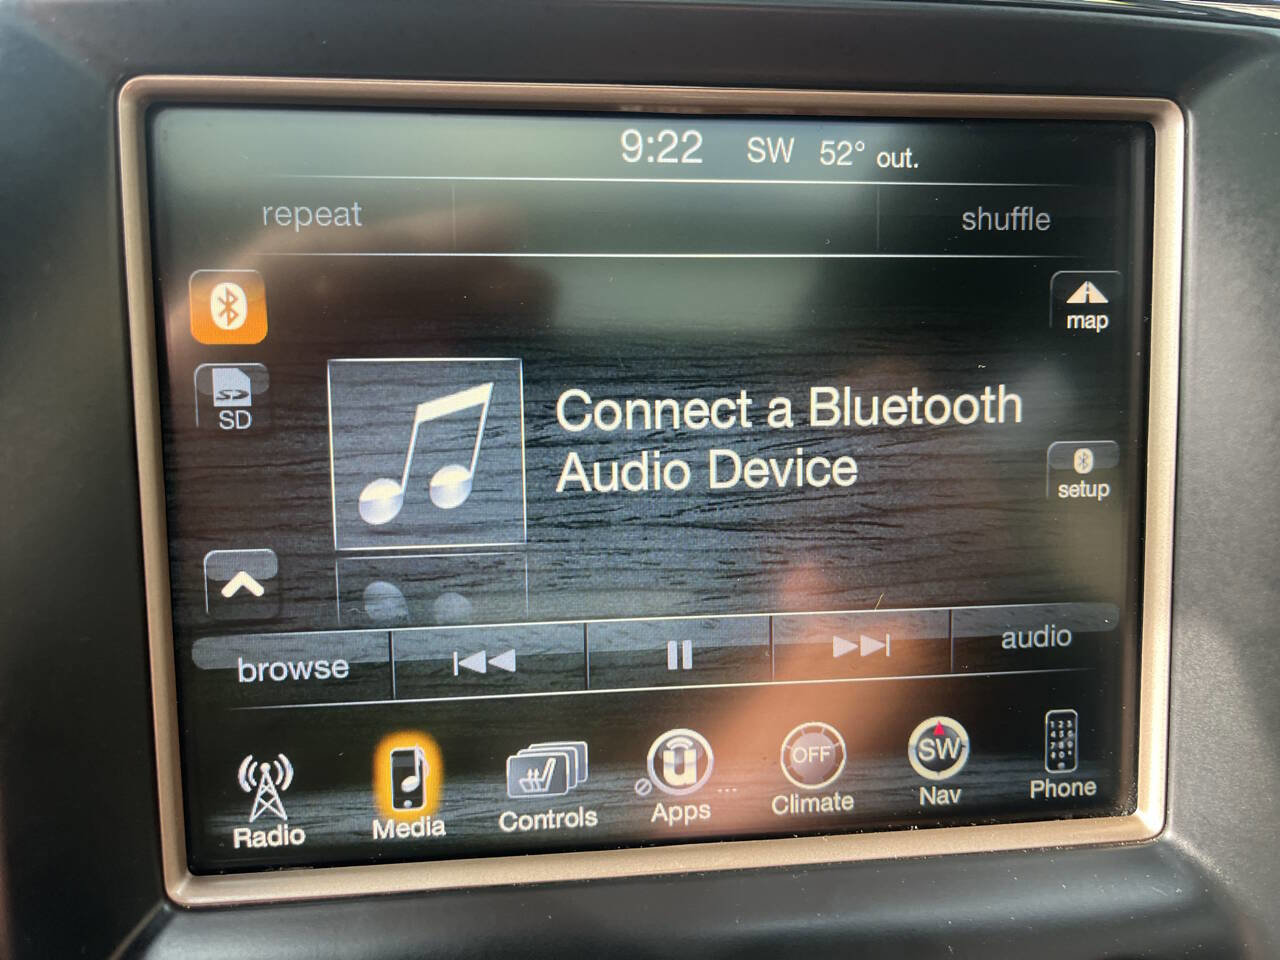 9:22 SW 52° out.
repeat shuffle
map
SD
Connect a Bluetooth
Audio Device
setup
browse audio
OFF SW
Radio Media Controls Apps Climate Nav Phone